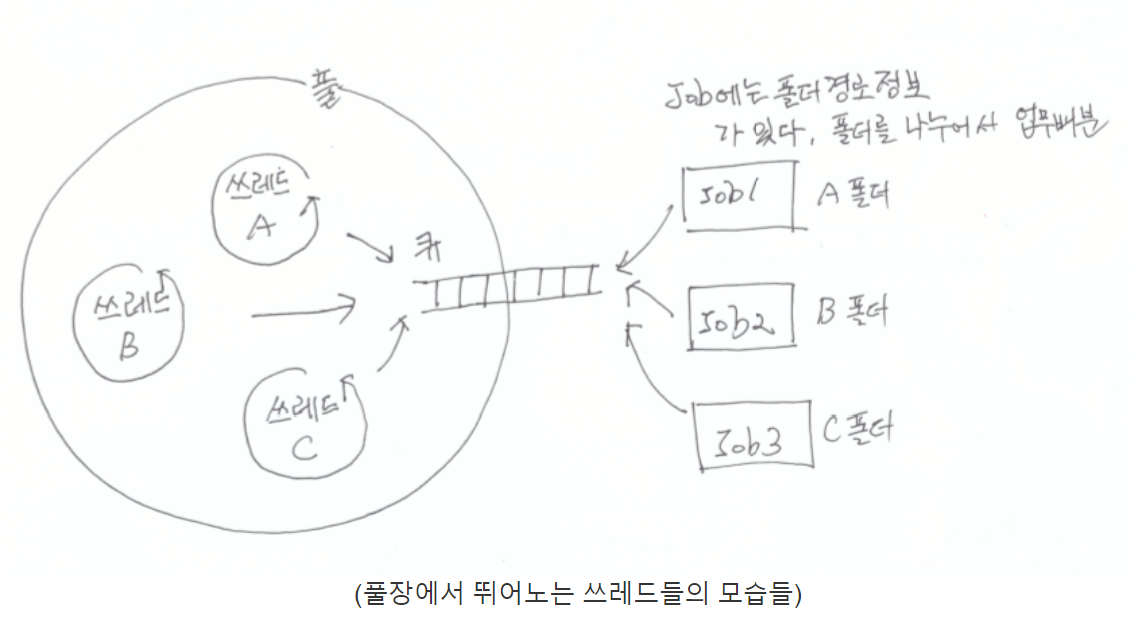 풀
Job에는 폴더경로정보
가 있다, 폴더를 나누어서 업무배분
쓰레드
A
Job1
A 폴더
큐
쓰레드
B
Job2
B 폴더
쓰레드
C
Job3
C 폴더
(풀장에서 뛰어노는 쓰레드들의 모습들)